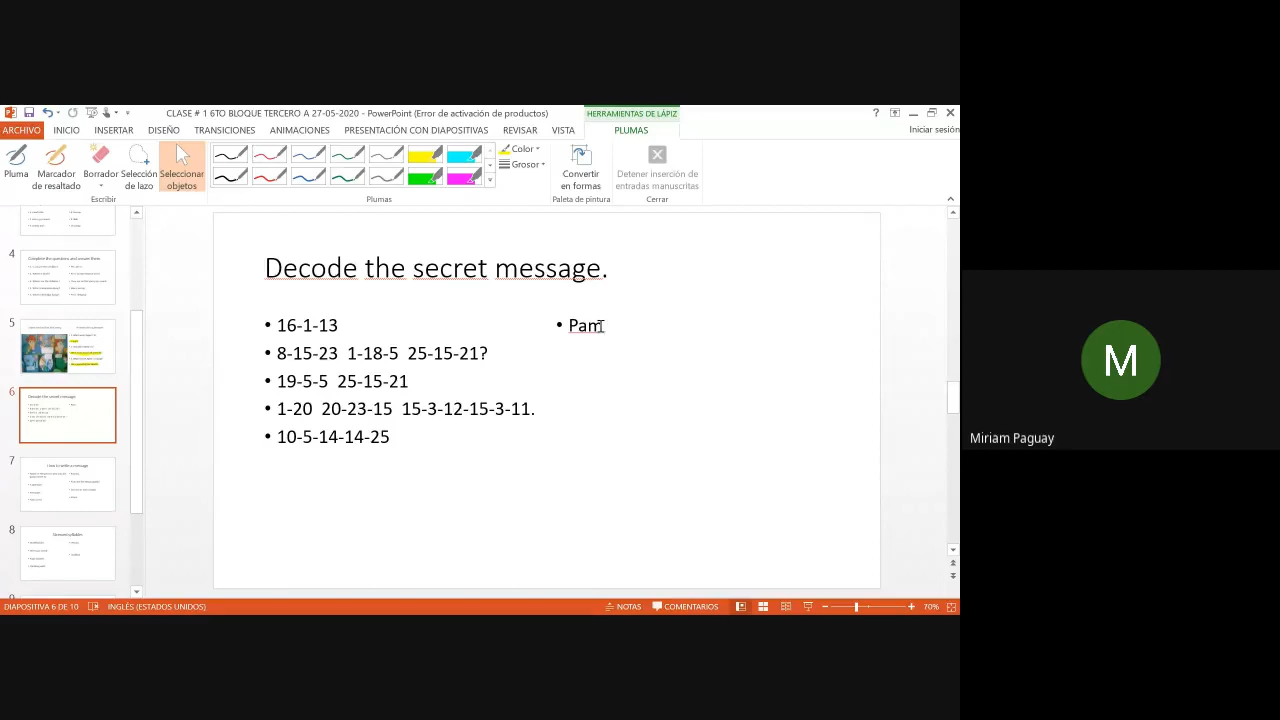 CLASE # 1 6TO BLOQUE TERCERO A 27-05-2020 - PowerPoint (Error de activación de productos)
HERRAMIENTAS DE LÁPIZ
ARCHIVO INICIO INSERTAR DISEÑO TRANSICIONES ANIMACIONES PRESENTACIÓN CON DIAPOSITIVAS REVISAR VISTA PLUMAS
Iniciar sesión
Pluma
Marcador de resaltado
Borrador
Selección de lazo
Seleccionar objetos
Color
Grosor
Convertir en formas
Detener inserción de entradas manuscritas
Escribir
Plumas
Paleta de pintura
Cerrar
4
5
6
7
8
Decode the secret message.
• 16-1-13
• 8-15-23 1-18-5 25-15-21?
• 19-5-5 25-15-21
• 1-20 20-23-15 15-3-12-15-3-11.
• 10-5-14-14-25
• Pam
M
Miriam Paguay
DIAPOSITIVA 6 DE 10 INGLÉS (ESTADOS UNIDOS) NOTAS COMENTARIOS 70%